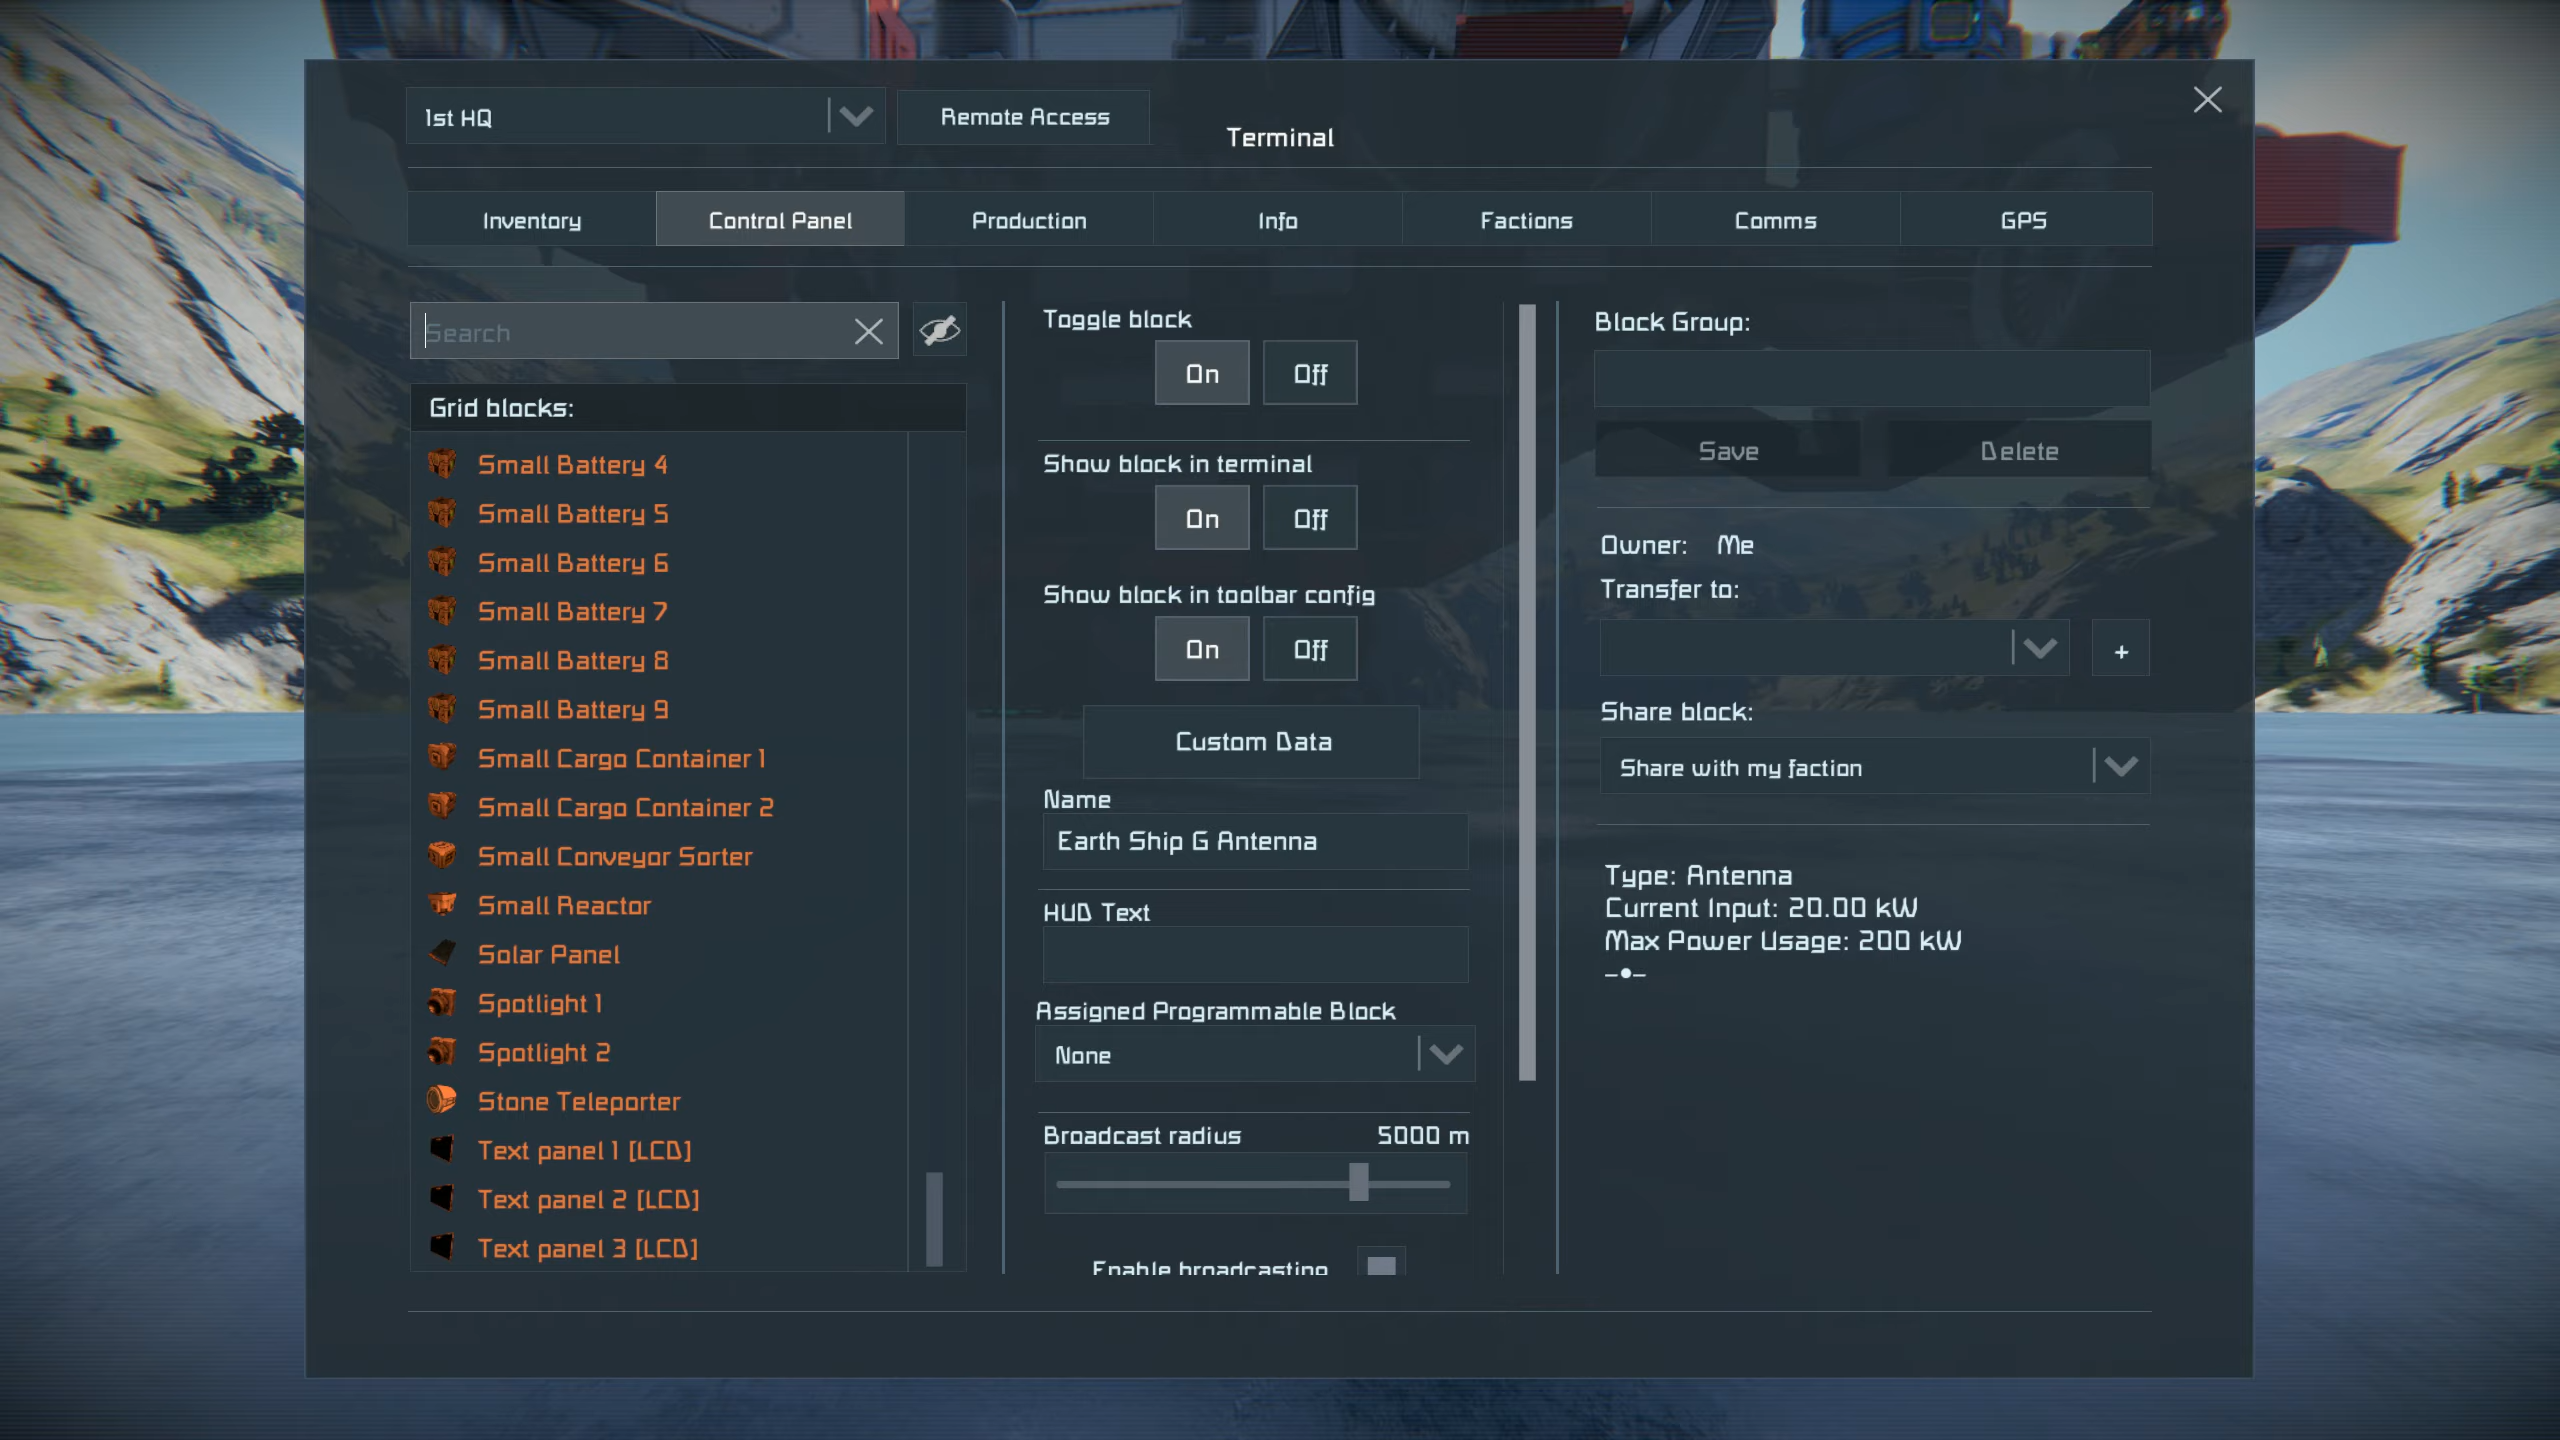 1st HQ
Remote Access
Terminal
Inventory
Control Panel
Production
Info
Factions
Comms
GPS
Search
Grid blocks:
Small Battery 4
Small Battery 5
Small Battery 6
Small Battery 7
Small Battery 8
Small Battery 9
Small Cargo Container 1
Small Cargo Container 2
Small Conveyor Sorter
Small Reactor
Solar Panel
Spotlight 1
Spotlight 2
Stone Teleporter
Text panel 1 [LCD]
Text panel 2 [LCD]
Text panel 3 [LCD]
Toggle block
On Off
Show block in terminal
On Off
Show block in toolbar config
On Off
Custom Data
Name
Earth Ship G Antenna
HUD Text
Assigned Programmable Block
None
Broadcast radius 5000 m
Enable broadcasting
Block Group:
Save Delete
Owner: Me
Transfer to:
+
Share block:
Share with my faction
Type: Antenna
Current Input: 20.00 kW
Max Power Usage: 200 kW